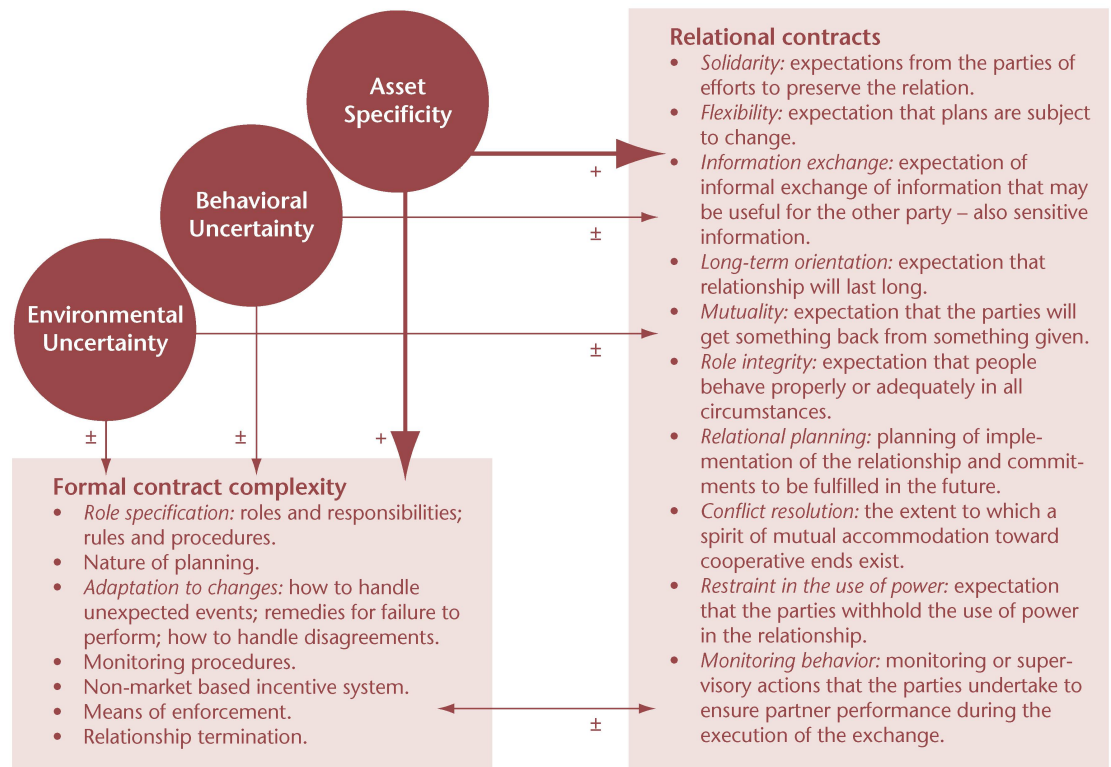 Asset
Specificity
Behavioral
Uncertainty
Environmental
Uncertainty
+
±
±
±
±
+
Relational contracts
• Solidarity: expectations from the parties of
efforts to preserve the relation.
• Flexibility: expectation that plans are subject
to change.
• Information exchange: expectation of
informal exchange of information that may
be useful for the other party – also sensitive
information.
• Long-term orientation: expectation that
relationship will last long.
• Mutuality: expectation that the parties will
get something back from something given.
• Role integrity: expectation that people
behave properly or adequately in all
circumstances.
• Relational planning: planning of imple-
mentation of the relationship and commit-
ments to be fulfilled in the future.
• Conflict resolution: the extent to which a
spirit of mutual accommodation toward
cooperative ends exist.
• Restraint in the use of power: expectation
that the parties withhold the use of power
in the relationship.
• Monitoring behavior: monitoring or super-
visory actions that the parties undertake to
ensure partner performance during the
execution of the exchange.
Formal contract complexity
• Role specification: roles and responsibilities;
rules and procedures.
• Nature of planning.
• Adaptation to changes: how to handle
unexpected events; remedies for failure to
perform; how to handle disagreements.
• Monitoring procedures.
• Non-market based incentive system.
• Means of enforcement.
• Relationship termination.
±